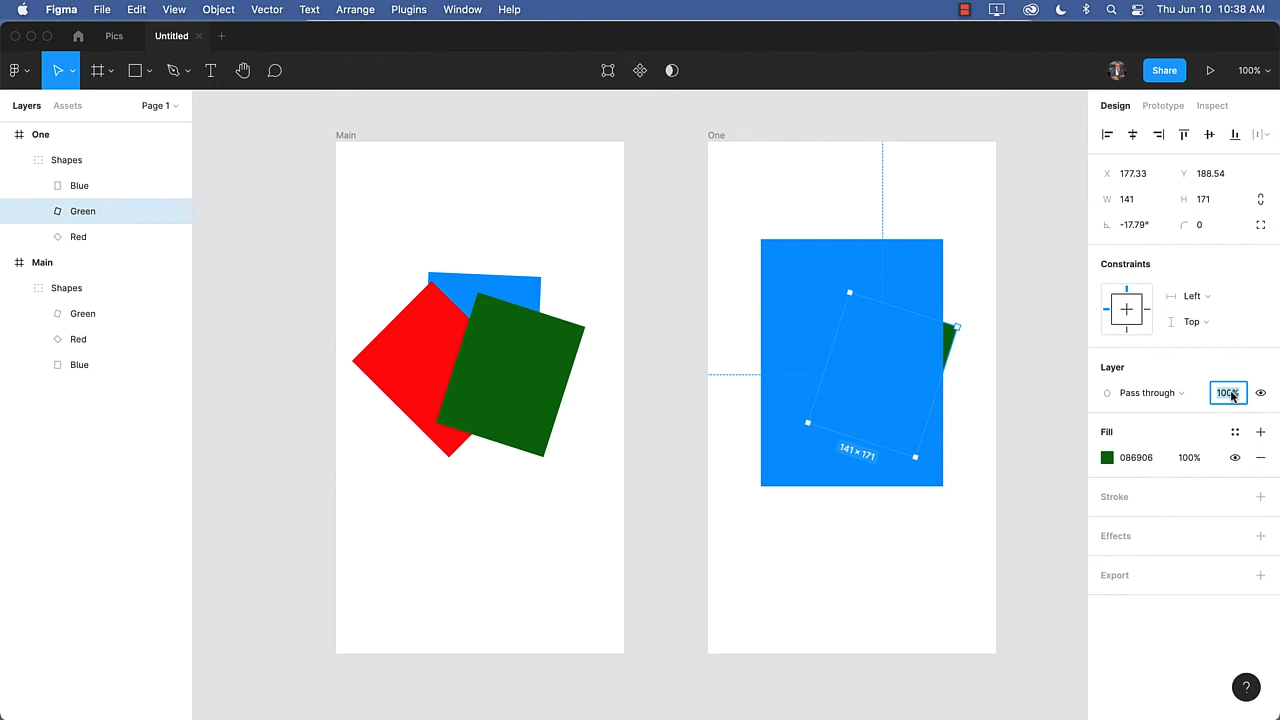 Figma File Edit View Object Vector Text Arrange Plugins Window Help 1 Thu Jun 10 10:38 AM
Pics Untitled
Share 100%
Layers Assets Page 1
Design Prototype Inspect
One
Shapes
Blue
Green
Red
Main
Shapes
Green
Red
Blue
Main
One
141 × 171
X 177.33 Y 188.54
W 141 H 171
-17.79° 0
Constraints
Left
Top
Layer
Pass through 100%
Fill
086906 100%
Stroke
Effects
Export
?